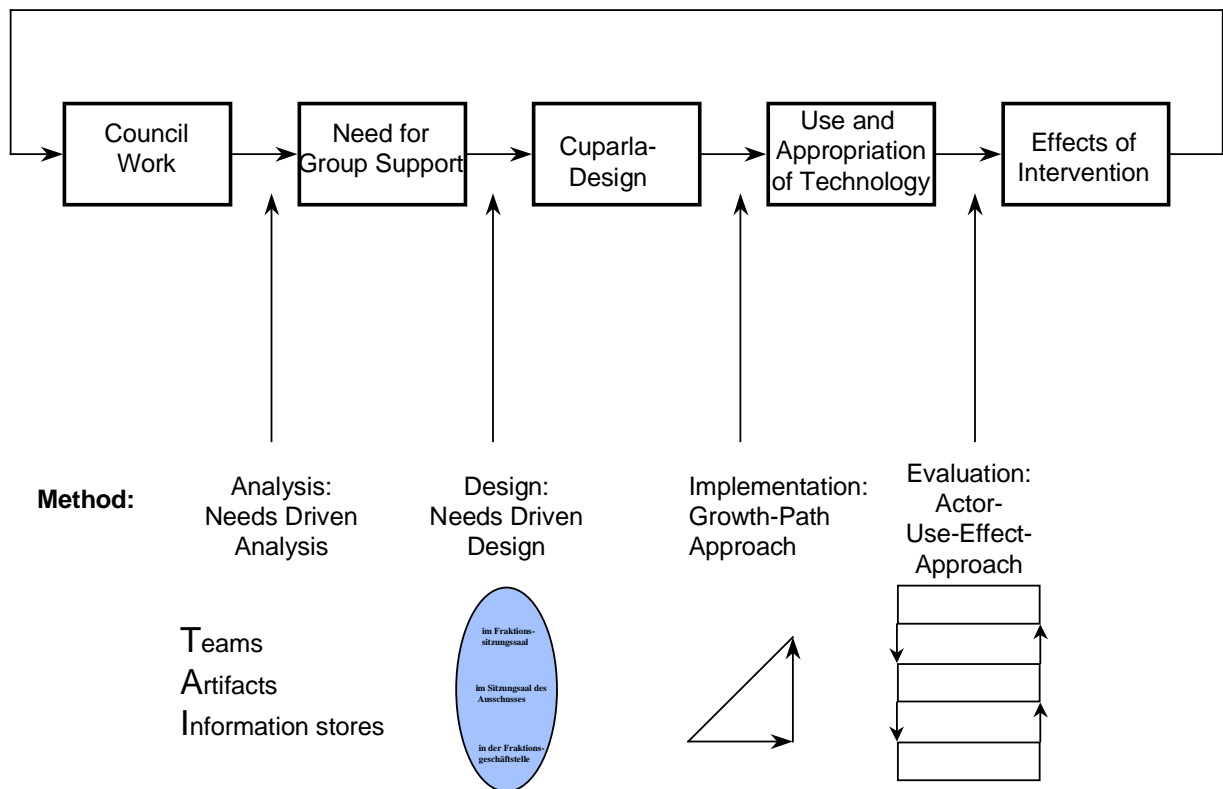 Council
Work
Need for
Group Support
Cuparla-
Design
Use and
Appropriation
of Technology
Effects of
Intervention
Method:
Analysis:
Needs Driven
Analysis
Design:
Needs Driven
Design
Implementation:
Growth-Path
Approach
Evaluation:
Actor-
Use-Effect-
Approach
Teams
Artifacts
Information stores
im Fraktions-
sitzungssaal
im Sitzungsaal des
Ausschusses
in der Fraktions-
geschäftstelle